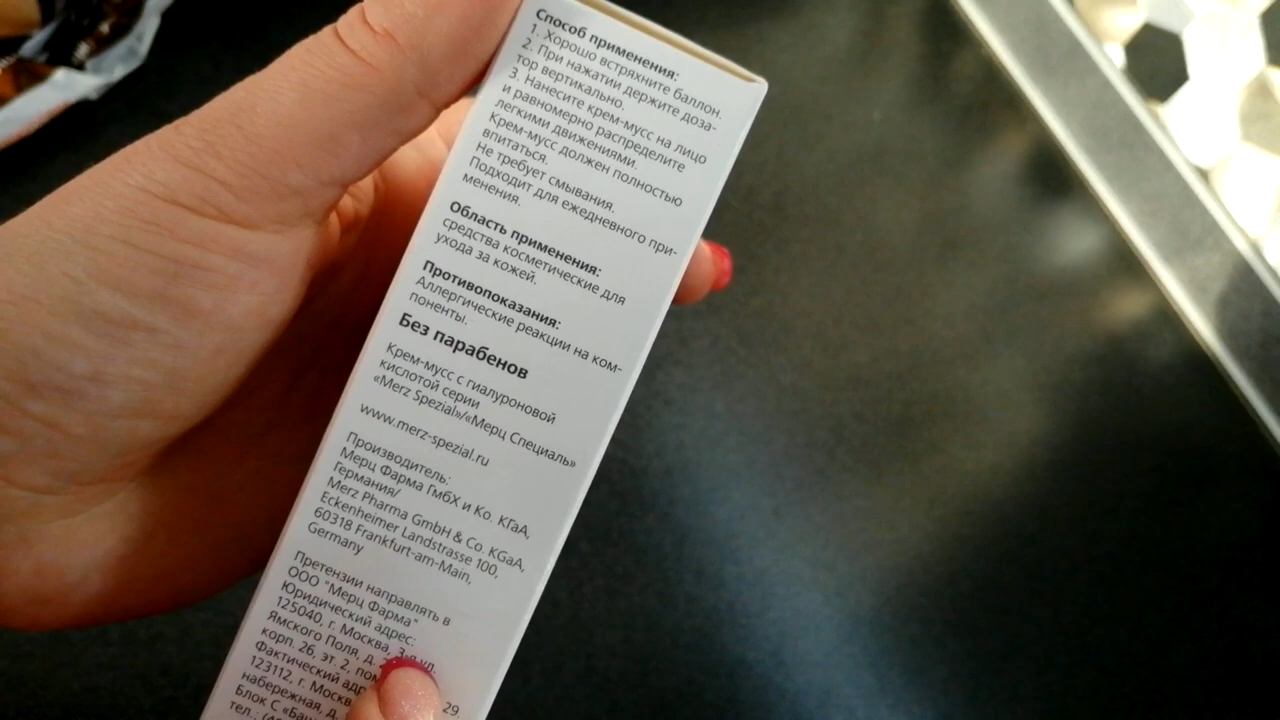 Способ применения:
1. Хорошо встряхните баллон.
2. При нажатии держите доза-
тор вертикально.
3. Нанесите крем-мусс на лицо
и равномерно распределите
легкими движениями.
Крем-мусс должен полностью
впитаться.
Не требует смывания.
Подходит для ежедневного при-
менения.
Область применения:
средства косметические для
ухода за кожей.
Противопоказания:
Аллергические реакции на ком-
поненты.
Без парабенов
Крем-мусс с гиалуроновой
кислотой серии
«Merz Spezial»/«Мерц Специаль»
www.merz-spezial.ru
Производитель:
Мерц Фарма ГмбХ и Ко. КГаА,
Германия/
Merz Pharma GmbH & Co. KGaA,
Eckenheimer Landstrasse 100,
60318 Frankfurt-am-Main,
Germany
Претензии направлять в
ООО "Мерц Фарма"
Юридический адрес:
125040, г. Москва, ул.
Ямского Поля, д.
корп. 26, эт. 2,
Фактический 29
123112, г.
набережная, д.
Блок С
тел.: